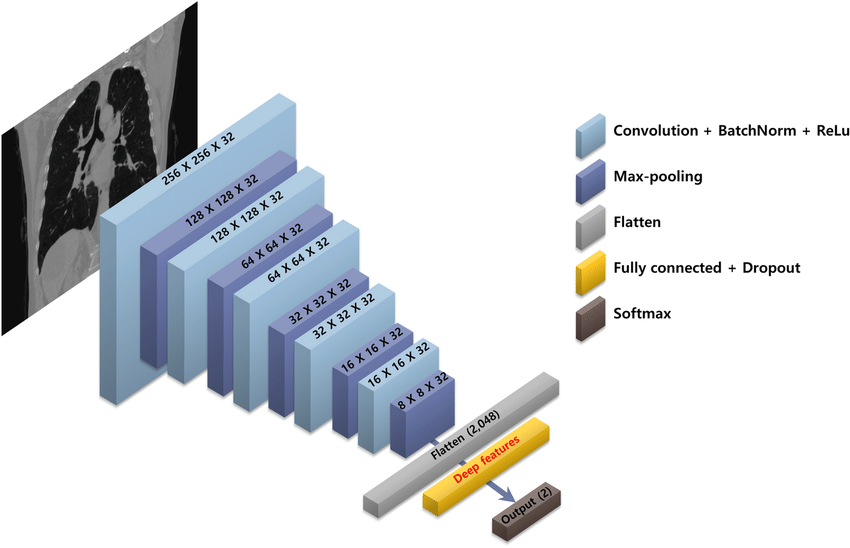 256 X 256 X 32
128 X 128 X 32
128 X 128 X 32
64 X 64 X 32
64 X 64 X 32
32 X 32 X 32
32 X 32 X 32
16 X 16 X 32
16 X 16 X 32
8 X 8 X 32
Flatten (2,048)
Deep features
Output (2)
Convolution + BatchNorm + ReLu
Max-pooling
Flatten
Fully connected + Dropout
Softmax